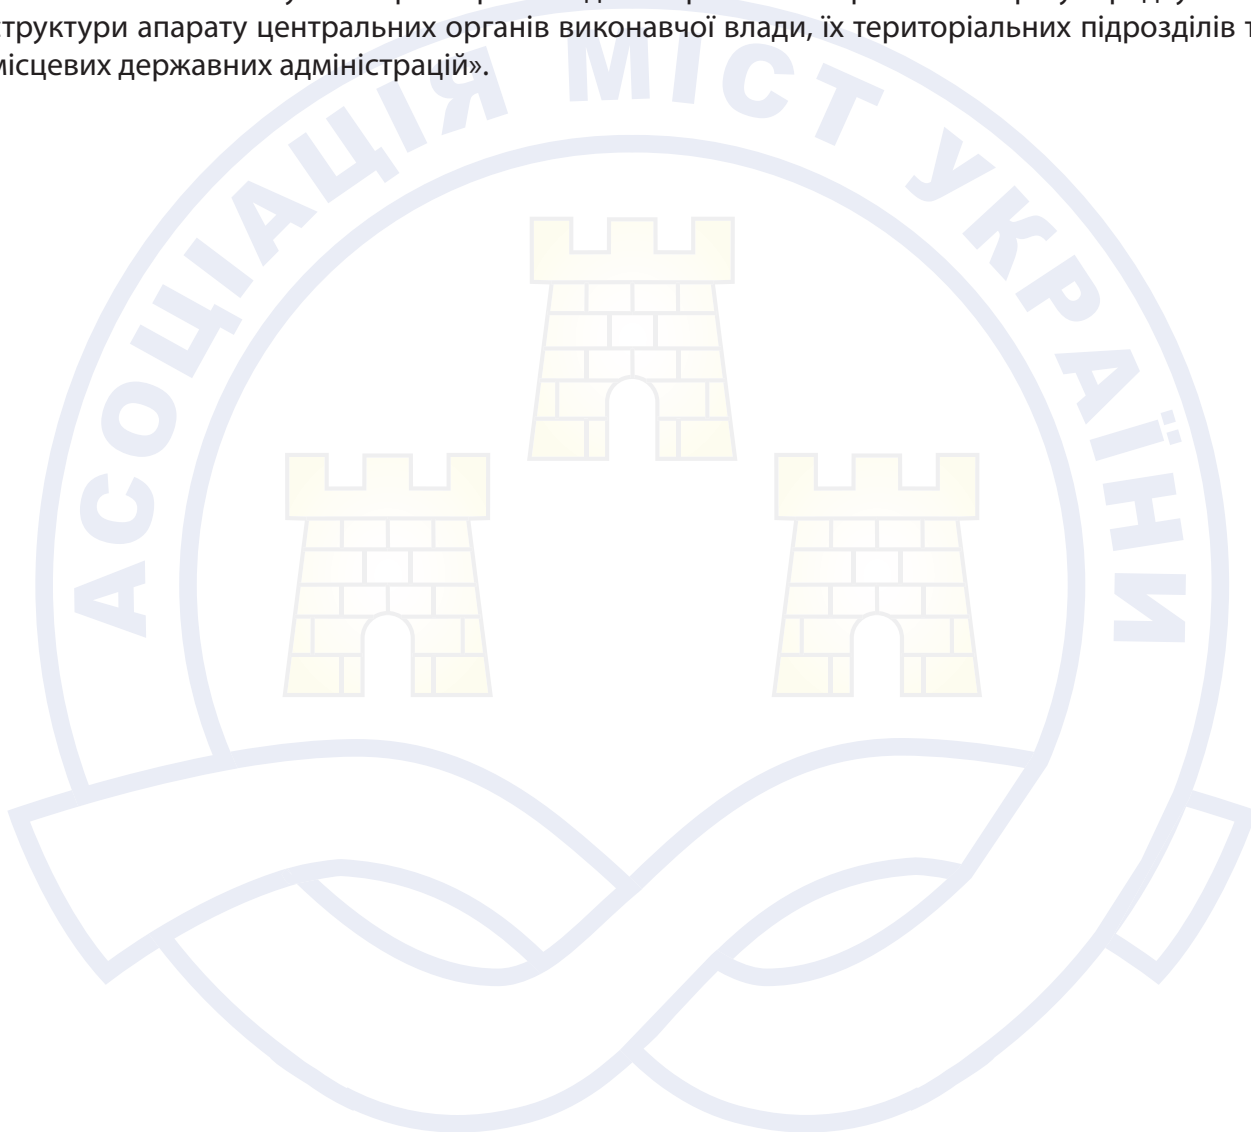 структури апарату центральних органів виконавчої влади, їх територіальних підрозділів т
місцевих державних адміністрацій».
АСОЦІАЦІЯ МІСТ УКРАЇНИ